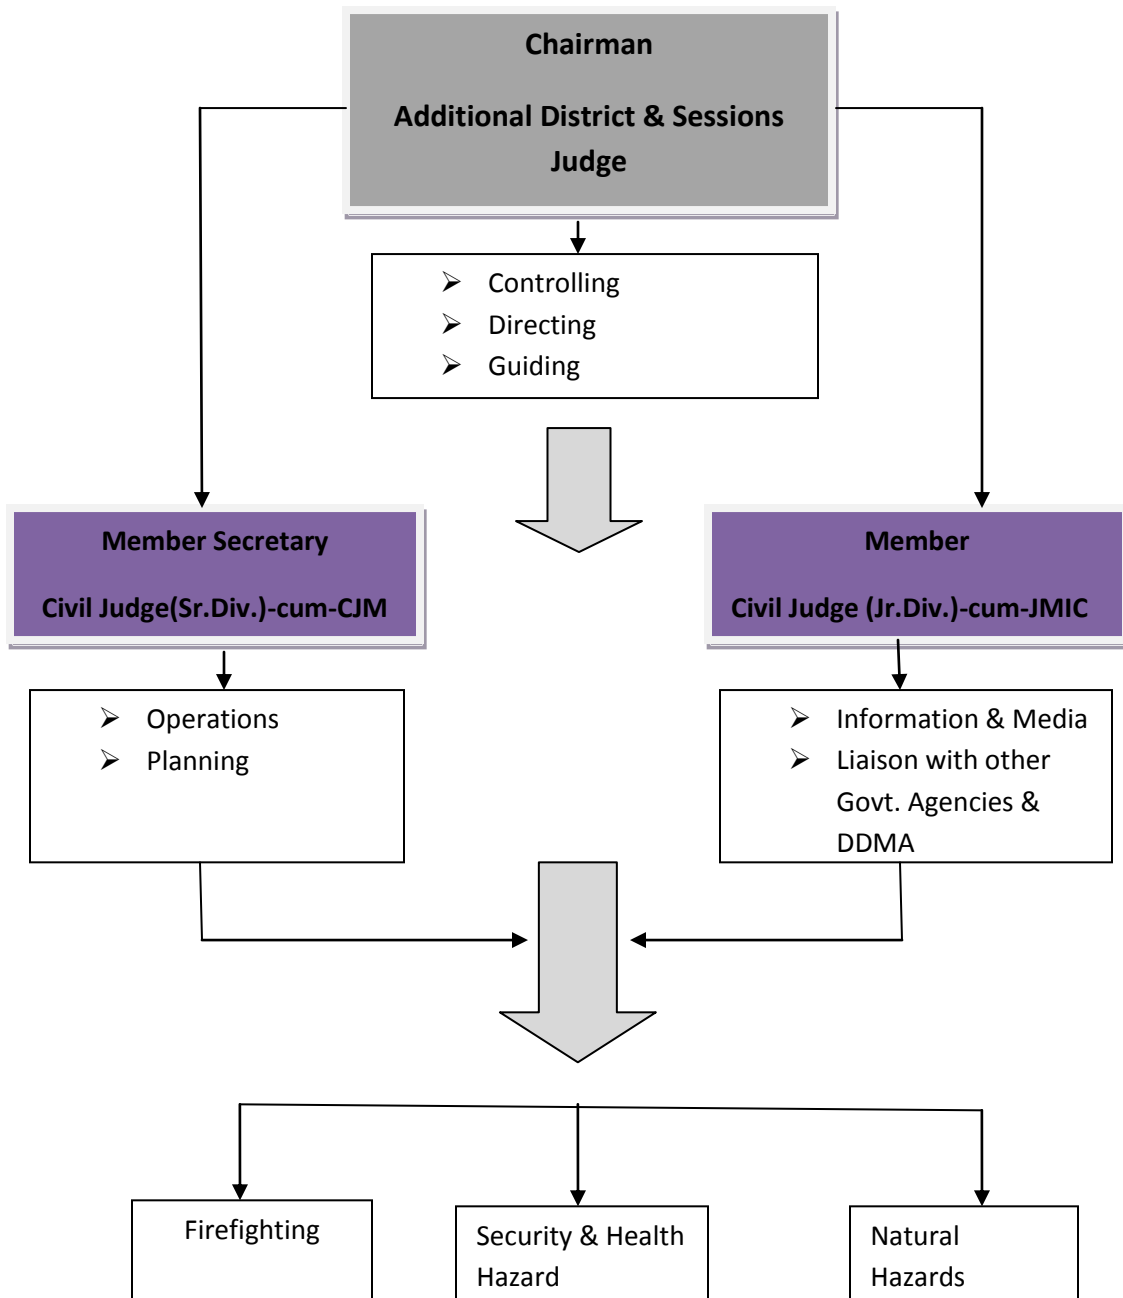 Chairman
Additional District & Sessions
Judge
➢ Controlling
➢ Directing
➢ Guiding
Member Secretary
Civil Judge(Sr.Div.)-cum-CJM
Member
Civil Judge (Jr.Div.)-cum-JMIC
➢ Operations
➢ Planning
➢ Information & Media
➢ Liaison with other
Govt. Agencies &
DDMA
Firefighting
Security & Health
Hazard
Natural
Hazards